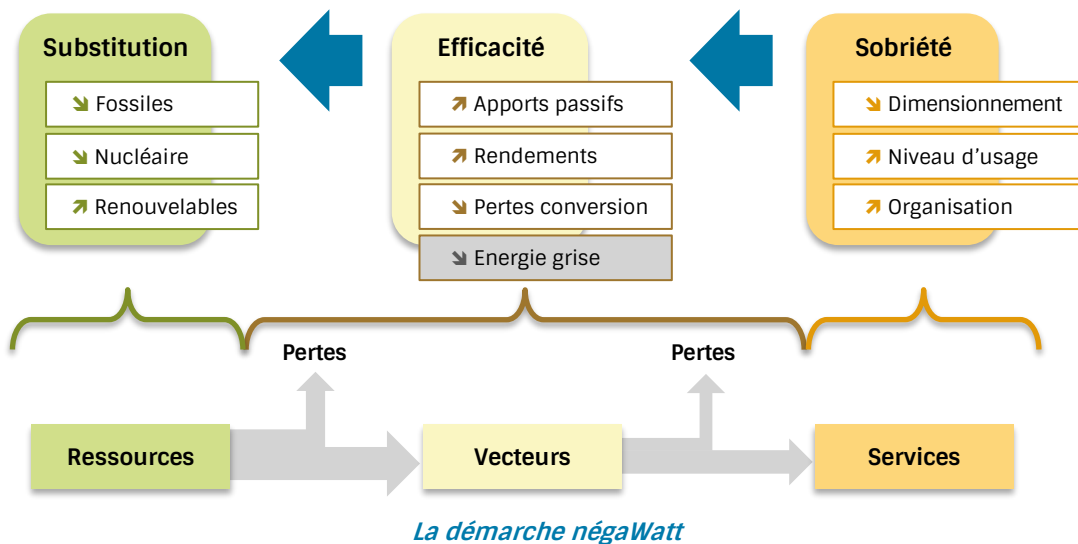 Substitution
↘ Fossiles
↘ Nucléaire
↗ Renouvelables
Efficacité
↗ Apports passifs
↗ Rendements
↘ Pertes conversion
↘ Energie grise
Sobriété
↘ Dimensionnement
↗ Niveau d'usage
↗ Organisation
Pertes
Pertes
Ressources
Vecteurs
Services
La démarche négaWatt